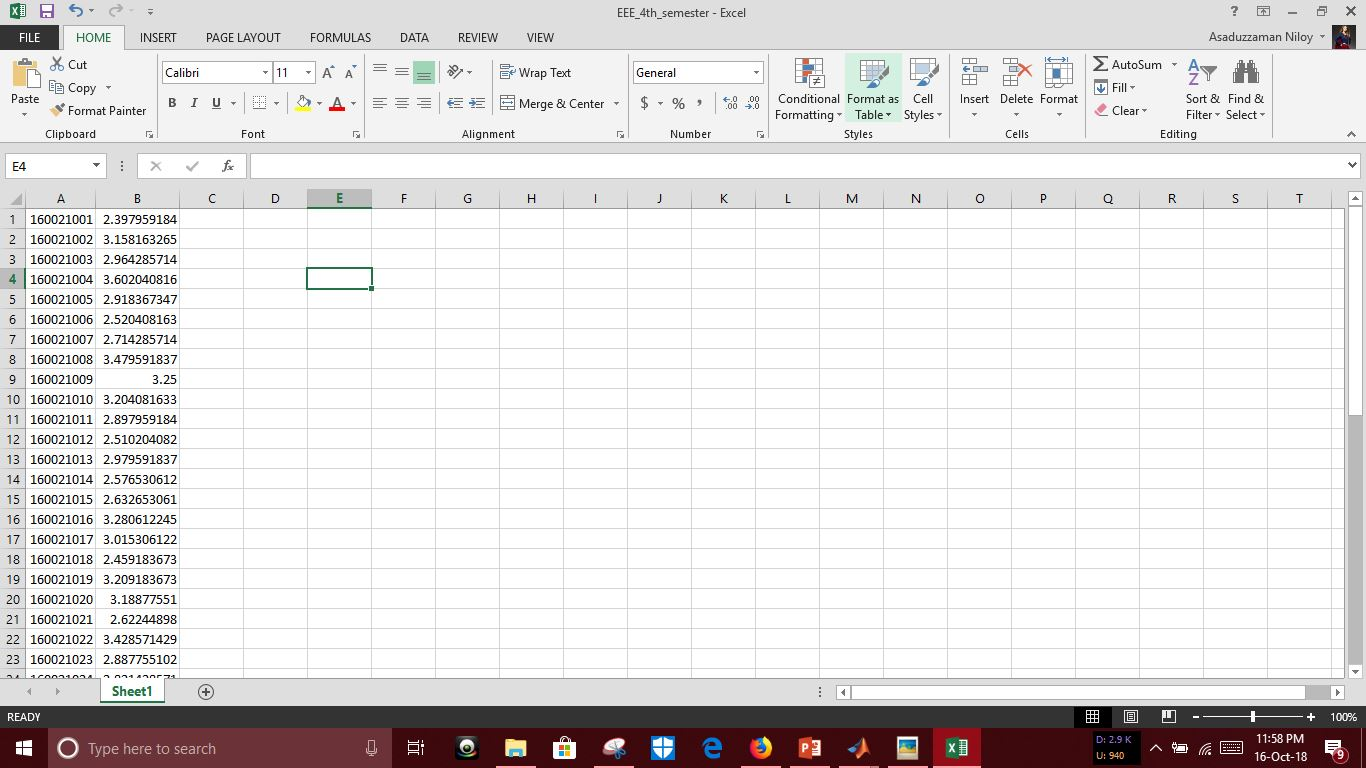 EEE_4th_semester - Excel
FILE HOME INSERT PAGE LAYOUT FORMULAS DATA REVIEW VIEW Asaduzzaman Niloy
Paste
Cut
Copy
Format Painter
Clipboard
Calibri 11
B I U
Font
Wrap Text
Merge & Center
Alignment
General
$ % ,
Number
Conditional Formatting
Format as Table
Cell Styles
Styles
Insert
Delete
Format
Cells
AutoSum
Fill
Clear
Sort & Filter
Find & Select
Editing
E4 fx
A B C D E F G H I J K L M N O P Q R S T
1 160021001 2.397959184
2 160021002 3.158163265
3 160021003 2.964285714
4 160021004 3.602040816
5 160021005 2.918367347
6 160021006 2.520408163
7 160021007 2.714285714
8 160021008 3.479591837
9 160021009 3.25
10 160021010 3.204081633
11 160021011 2.897959184
12 160021012 2.510204082
13 160021013 2.979591837
14 160021014 2.576530612
15 160021015 2.632653061
16 160021016 3.280612245
17 160021017 3.015306122
18 160021018 2.459183673
19 160021019 3.209183673
20 160021020 3.18877551
21 160021021 2.62244898
22 160021022 3.428571429
23 160021023 2.887755102
Sheet1
READY 100%
Type here to search
D: 2.9 K
U: 940
11:58 PM
16-Oct-18
9